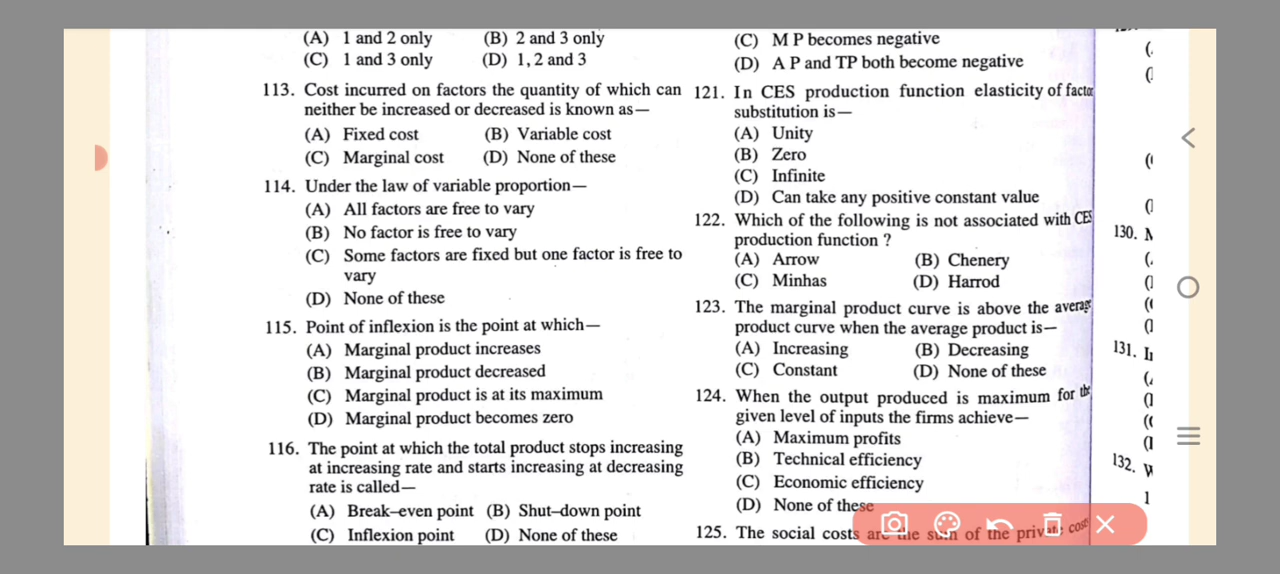 (A) 1 and 2 only (B) 2 and 3 only
(C) 1 and 3 only (D) 1, 2 and 3
113. Cost incurred on factors the quantity of which can
neither be increased or decreased is known as—
(A) Fixed cost (B) Variable cost
(C) Marginal cost (D) None of these
114. Under the law of variable proportion—
(A) All factors are free to vary
(B) No factor is free to vary
(C) Some factors are fixed but one factor is free to
vary
(D) None of these
115. Point of inflexion is the point at which—
(A) Marginal product increases
(B) Marginal product decreased
(C) Marginal product is at its maximum
(D) Marginal product becomes zero
116. The point at which the total product stops increasing
at increasing rate and starts increasing at decreasing
rate is called—
(A) Break–even point (B) Shut–down point
(C) Inflexion point (D) None of these
(C) M P becomes negative
(D) A P and TP both become negative
121. In CES production function elasticity of factor
substitution is—
(A) Unity
(B) Zero
(C) Infinite
(D) Can take any positive constant value
122. Which of the following is not associated with CES
production function ?
(A) Arrow (B) Chenery
(C) Minhas (D) Harrod
123. The marginal product curve is above the average
product curve when the average product is—
(A) Increasing (B) Decreasing
(C) Constant (D) None of these
124. When the output produced is maximum for the
given level of inputs the firms achieve—
(A) Maximum profits
(B) Technical efficiency
(C) Economic efficiency
(D) None of these
125. The social costs are the sum of the private cost
130.
131.
132.